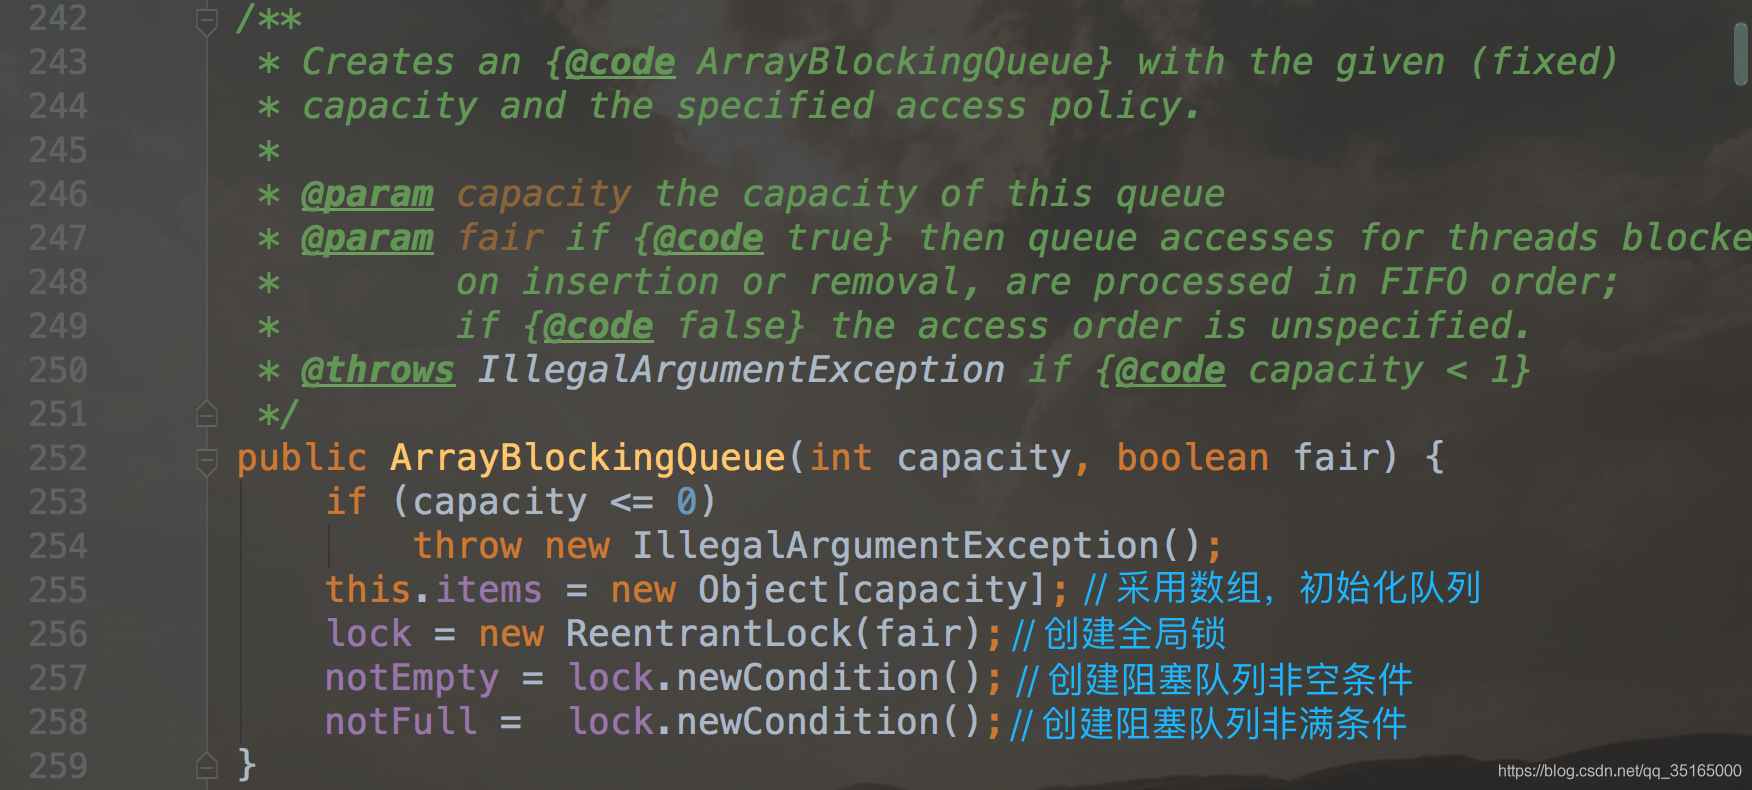 242 /**
243 * Creates an {@code ArrayBlockingQueue} with the given (fixed)
244 * capacity and the specified access policy.
245 *
246 * @param capacity the capacity of this queue
247 * @param fair if {@code true} then queue accesses for threads blocke
248 * on insertion or removal, are processed in FIFO order;
249 * if {@code false} the access order is unspecified.
250 * @throws IllegalArgumentException if {@code capacity < 1}
251 */
252 public ArrayBlockingQueue(int capacity, boolean fair) {
253 if (capacity <= 0)
254 throw new IllegalArgumentException();
255 this.items = new Object[capacity]; // 采用数组，初始化队列
256 lock = new ReentrantLock(fair); // 创建全局锁
257 notEmpty = lock.newCondition(); // 创建阻塞队列非空条件
258 notFull = lock.newCondition(); // 创建阻塞队列非满条件
259 }
https://blog.csdn.net/qq_35165000